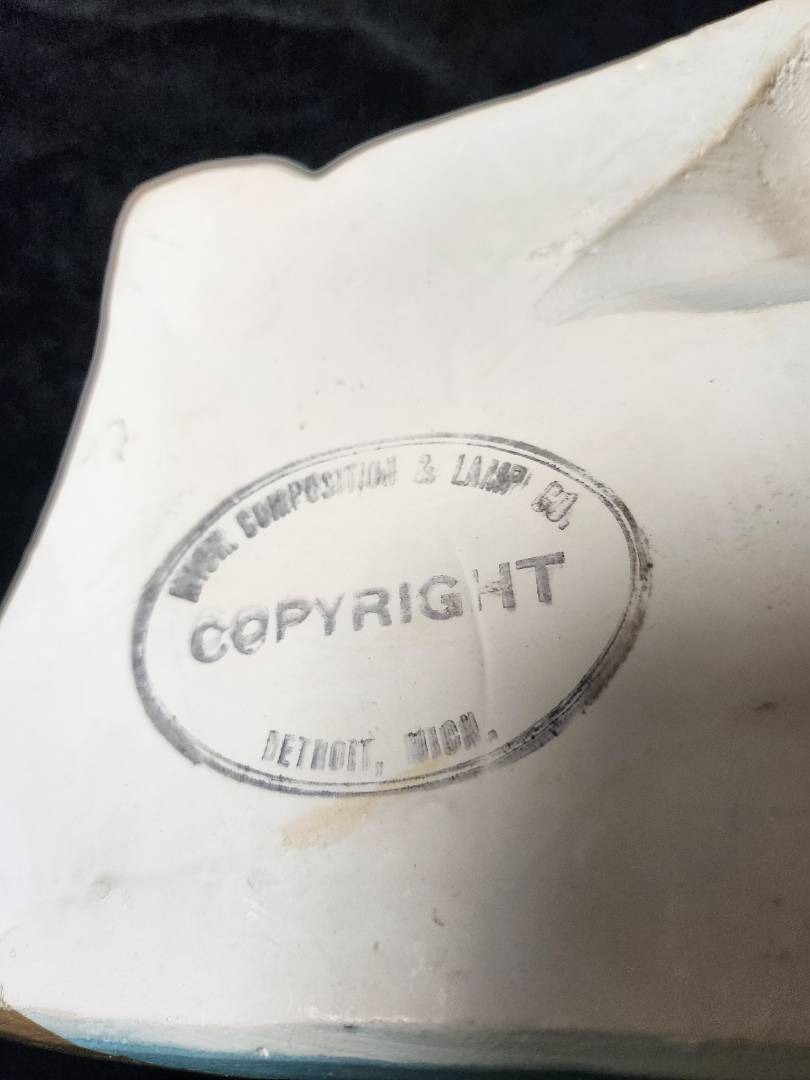 MICH. COMPOSITION & LAMP CO.
COPYRIGHT
DETROIT, MICH.